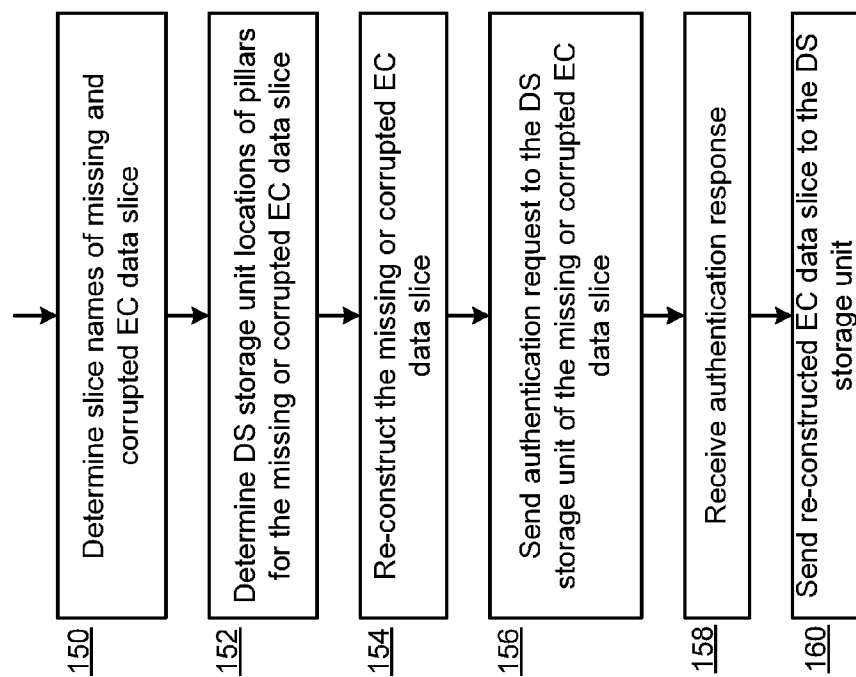 150
Determine slice names of missing and
corrupted EC data slice
152
Determine DS storage unit locations of pillars
for the missing or corrupted EC data slice
154
Re-construct the missing or corrupted EC
data slice
156
Send authentication request to the DS
storage unit of the missing or corrupted EC
data slice
158
Receive authentication response
160
Send re-constructed EC data slice to the DS
storage unit